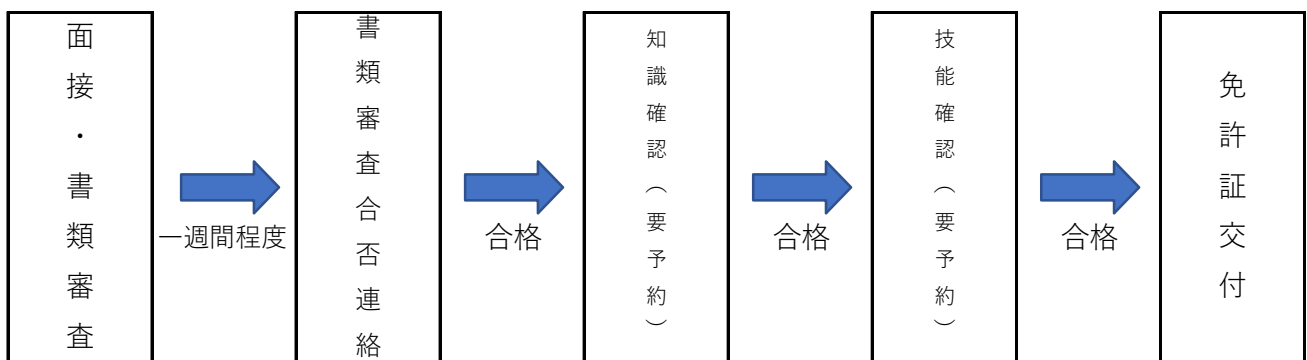 面接・書類審査
一週間程度
書類審査合否連絡
合格
知識確認（要予約）
合格
技能確認（要予約）
合格
免許証交付